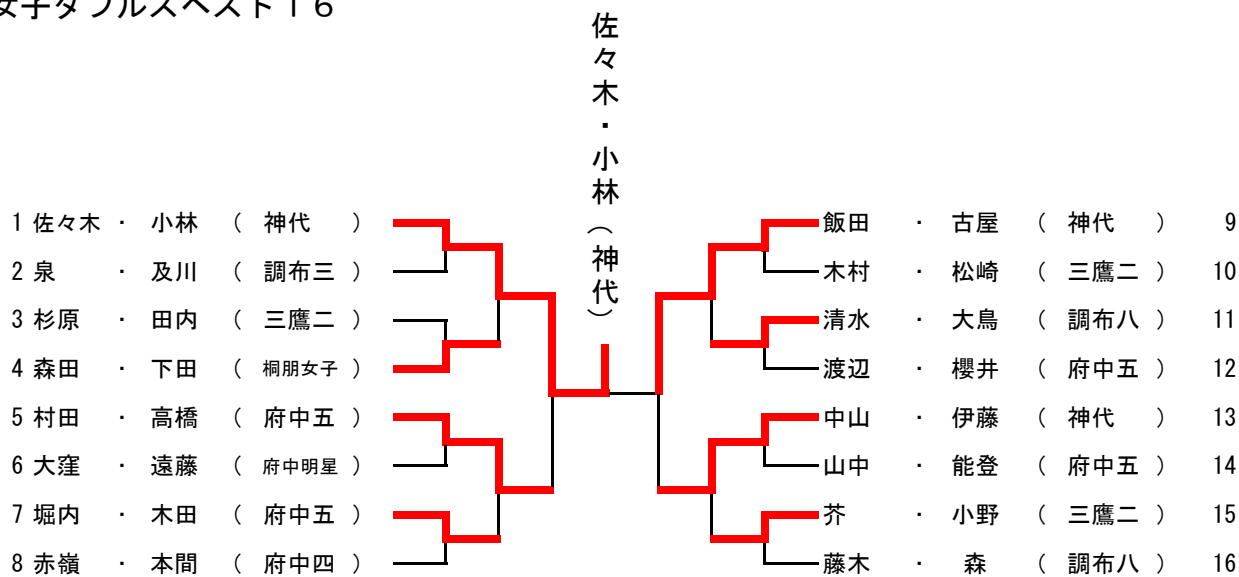 女子ダブルスベスト16
佐々木・小林(神代)
1 佐々木 ・ 小林 ( 神代 )
2 泉 ・ 及川 ( 調布三 )
3 杉原 ・ 田内 ( 三鷹二 )
4 森田 ・ 下田 ( 桐朋女子 )
5 村田 ・ 高橋 ( 府中五 )
6 大窪 ・ 遠藤 ( 府中明星 )
7 堀内 ・ 木田 ( 府中五 )
8 赤嶺 ・ 本間 ( 府中四 )
飯田 ・ 古屋 ( 神代 ) 9
木村 ・ 松崎 ( 三鷹二 ) 10
清水 ・ 大鳥 ( 調布八 ) 11
渡辺 ・ 櫻井 ( 府中五 ) 12
中山 ・ 伊藤 ( 神代 ) 13
山中 ・ 能登 ( 府中五 ) 14
芥 ・ 小野 ( 三鷹二 ) 15
藤木 ・ 森 ( 調布八 ) 16